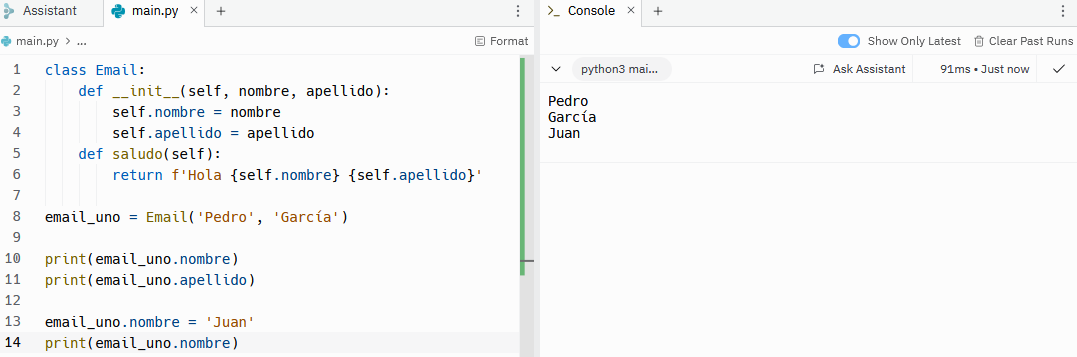 Assistant
main.py
main.py > ...
Format
1 class Email:
2     def __init__(self, nombre, apellido):
3         self.nombre = nombre
4         self.apellido = apellido
5     def saludo(self):
6         return f'Hola {self.nombre} {self.apellido}'
7
8 email_uno = Email('Pedro', 'García')
9
10 print(email_uno.nombre)
11 print(email_uno.apellido)
12
13 email_uno.nombre = 'Juan'
14 print(email_uno.nombre)
Console
Show Only Latest Clear Past Runs
python3 mai... Ask Assistant 91ms • Just now
Pedro
García
Juan